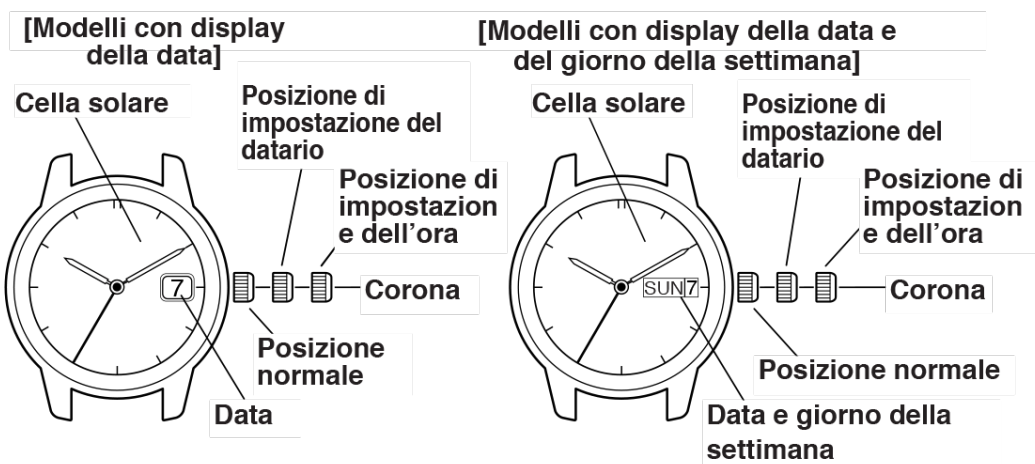 [Modelli con display
della data]
Cella solare
Posizione di
impostazione del
datario
Posizione di
impostazion
e dell'ora
7
Corona
Posizione
normale
Data
[Modelli con display della data e
del giorno della settimana]
Cella solare
Posizione di
impostazione del
datario
Posizione di
impostazion
e dell'ora
SUN 7
Corona
Posizione normale
Data e giorno della
settimana